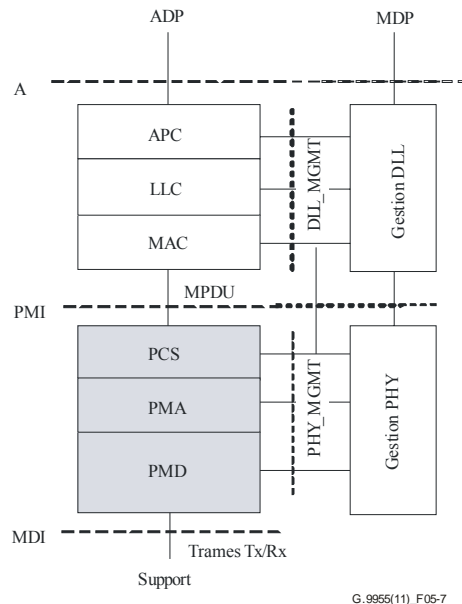 ADP
MDP
A
APC
LLC
MAC
DLL_MGMT
Gestion DLL
MPDU
PMI
PCS
PMA
PMD
PHY_MGMT
Gestion PHY
MDI
Trames Tx/Rx
Support
G.9955(11)_F05-7